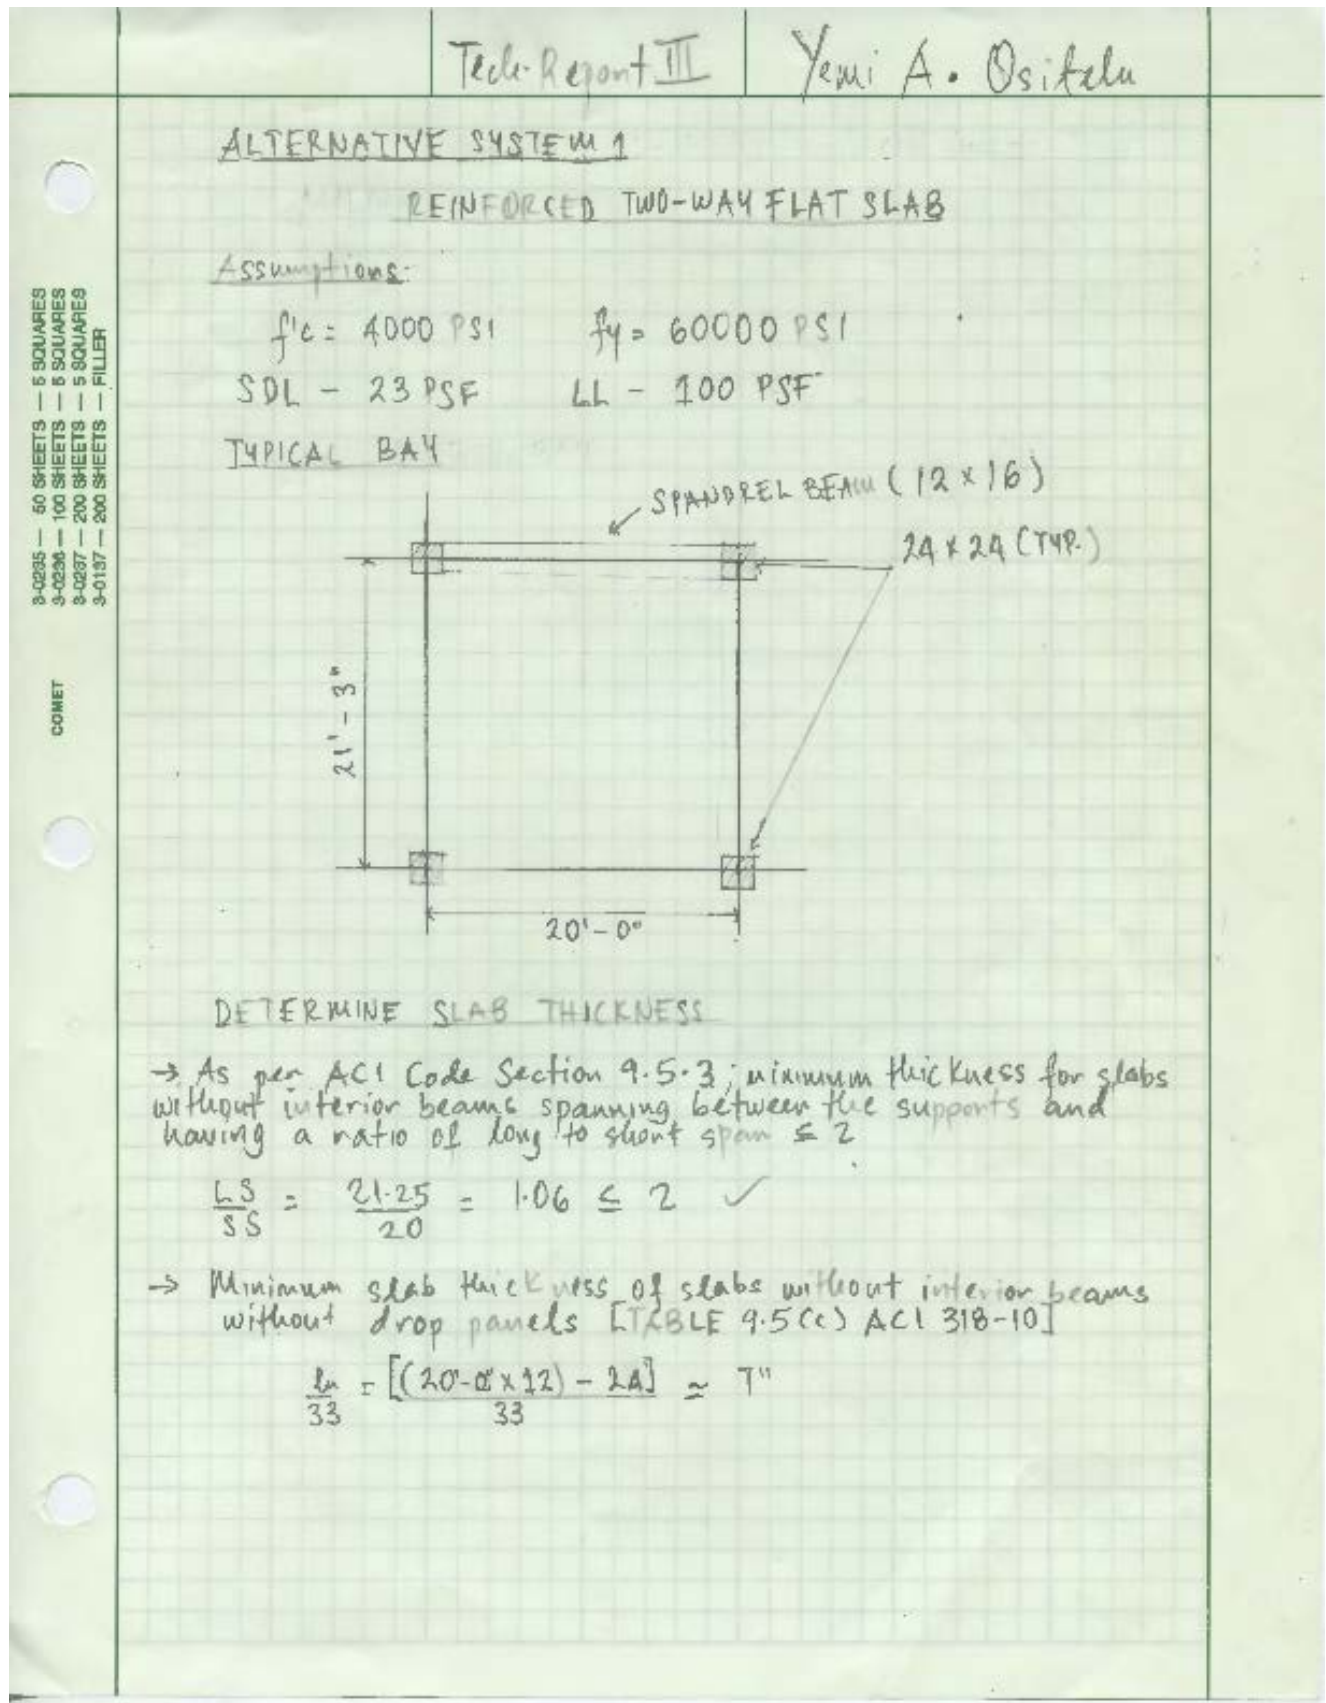 Tech-Report III
Yemi A. Ositelu
ALTERNATIVE SYSTEM 1
REINFORCED TWO-WAY FLAT SLAB
Assumptions:
f'c = 4000 PSI fy = 60000 PSI
SDL - 23 PSF LL - 100 PSF
TYPICAL BAY
SPANDREL BEAM (12 x 16)
24 x 24 (TYP.)
21' - 3"
20' - 0"
DETERMINE SLAB THICKNESS
→ As per ACI Code Section 9.5.3; minimum thickness for slabs
without interior beams spanning between the supports and
having a ratio of long to short span ≤ 2
LS/SS = 21.25/20 = 1.06 ≤ 2 ✓
→ Minimum slab thickness of slabs without interior beams
without drop panels [TABLE 9.5(c) ACI 318-10]
ln/33 = [(20'-0" x 12) - 24]/33 ≃ 7"
3-0235 — 50 SHEETS — 5 SQUARES
3-0236 — 100 SHEETS — 5 SQUARES
3-0237 — 200 SHEETS — 5 SQUARES
3-0137 — 200 SHEETS — FILLER
COMET